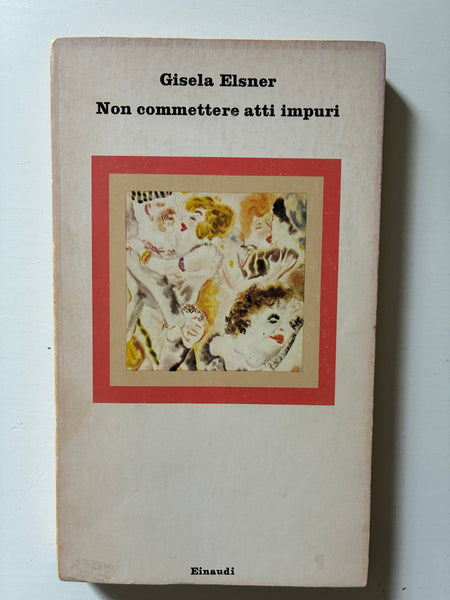 Gisela Elsner
Non commettere atti impuri
Einaudi